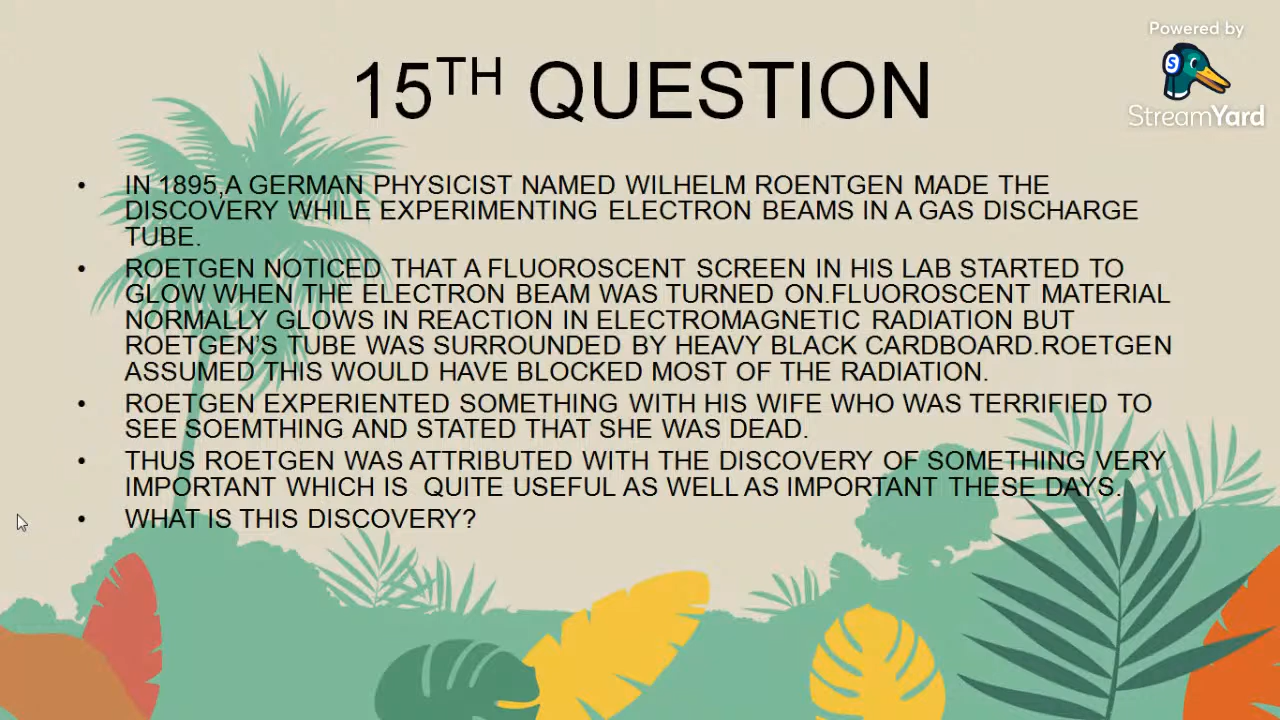 Powered by
StreamYard
15TH QUESTION
• IN 1895,A GERMAN PHYSICIST NAMED WILHELM ROENTGEN MADE THE
DISCOVERY WHILE EXPERIMENTING ELECTRON BEAMS IN A GAS DISCHARGE
TUBE.
• ROETGEN NOTICED THAT A FLUOROSCENT SCREEN IN HIS LAB STARTED TO
GLOW WHEN THE ELECTRON BEAM WAS TURNED ON.FLUOROSCENT MATERIAL
NORMALLY GLOWS IN REACTION IN ELECTROMAGNETIC RADIATION BUT
ROETGEN'S TUBE WAS SURROUNDED BY HEAVY BLACK CARDBOARD.ROETGEN
ASSUMED THIS WOULD HAVE BLOCKED MOST OF THE RADIATION.
• ROETGEN EXPERIENTED SOMETHING WITH HIS WIFE WHO WAS TERRIFIED TO
SEE SOEMTHING AND STATED THAT SHE WAS DEAD.
• THUS ROETGEN WAS ATTRIBUTED WITH THE DISCOVERY OF SOMETHING VERY
IMPORTANT WHICH IS QUITE USEFUL AS WELL AS IMPORTANT THESE DAYS.
• WHAT IS THIS DISCOVERY?